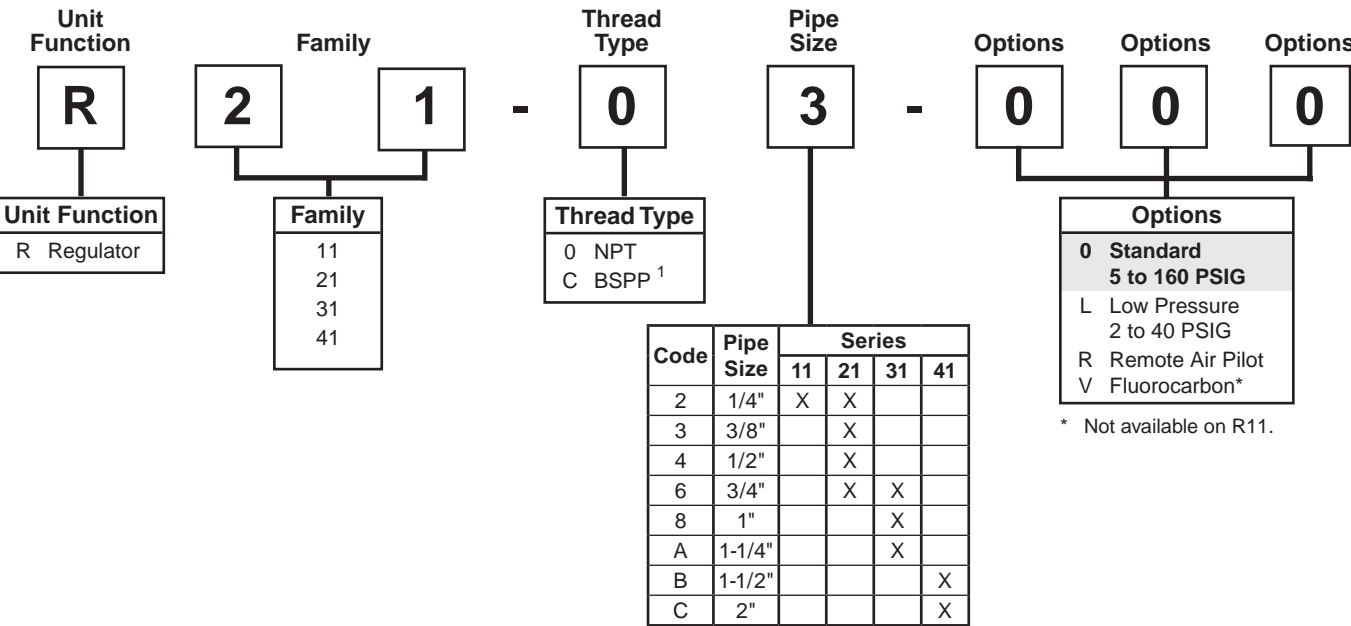 Unit Function
Family
Thread Type
Pipe Size
Options
Options
Options
R
2
1
-
0
3
-
0
0
0
Unit Function
R Regulator
Family
11
21
31
41
Thread Type
0 NPT
C BSPP 1
Options
0 Standard
5 to 160 PSIG
L Low Pressure
2 to 40 PSIG
R Remote Air Pilot
V Fluorocarbon*
* Not available on R11.
Code Pipe Size Series
11 21 31 41
2 1/4" X X
3 3/8" X
4 1/2" X
6 3/4" X X
8 1" X
A 1-1/4" X
B 1-1/2" X
C 2" X